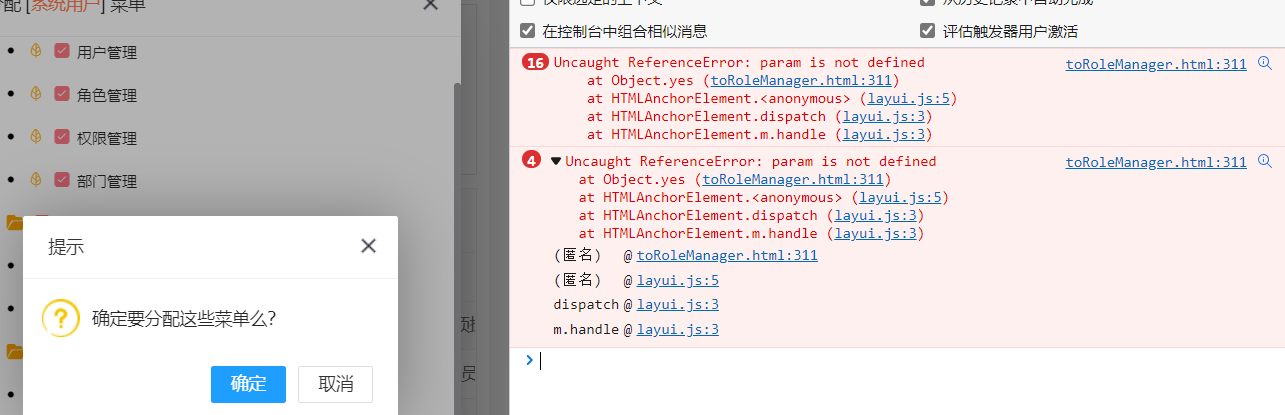 分配 [系统用户] 菜单
用户管理
角色管理
权限管理
部门管理
提示
确定要分配这些菜单么?
确定
取消
在控制台中组合相似消息
评估触发器用户激活
16 Uncaught ReferenceError: param is not defined toRoleManager.html:311
at Object.yes (toRoleManager.html:311)
at HTMLAnchorElement.<anonymous> (layui.js:5)
at HTMLAnchorElement.dispatch (layui.js:3)
at HTMLAnchorElement.m.handle (layui.js:3)
4 Uncaught ReferenceError: param is not defined toRoleManager.html:311
at Object.yes (toRoleManager.html:311)
at HTMLAnchorElement.<anonymous> (layui.js:5)
at HTMLAnchorElement.dispatch (layui.js:3)
at HTMLAnchorElement.m.handle (layui.js:3)
(匿名) @ toRoleManager.html:311
(匿名) @ layui.js:5
dispatch @ layui.js:3
m.handle @ layui.js:3